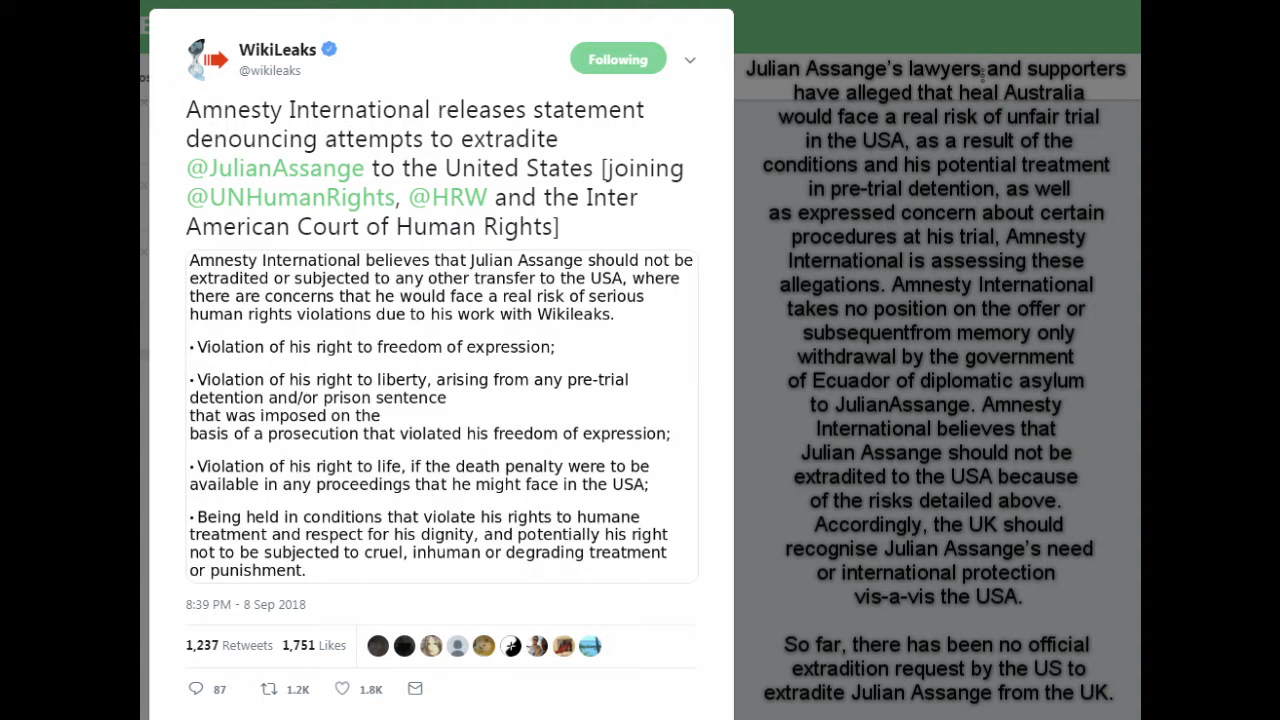 WikiLeaks
@wikileaks
Following
Amnesty International releases statement
denouncing attempts to extradite
@JulianAssange to the United States [joining
@UNHumanRights, @HRW and the Inter
American Court of Human Rights]
Amnesty International believes that Julian Assange should not be
extradited or subjected to any other transfer to the USA, where
there are concerns that he would face a real risk of serious
human rights violations due to his work with Wikileaks.
· Violation of his right to freedom of expression;
· Violation of his right to liberty, arising from any pre-trial
detention and/or prison sentence
that was imposed on the
basis of a prosecution that violated his freedom of expression;
· Violation of his right to life, if the death penalty were to be
available in any proceedings that he might face in the USA;
· Being held in conditions that violate his rights to humane
treatment and respect for his dignity, and potentially his right
not to be subjected to cruel, inhuman or degrading treatment
or punishment.
8:39 PM - 8 Sep 2018
1,237 Retweets 1,751 Likes
87 1.2K 1.8K
Julian Assange's lawyers and supporters
have alleged that heal Australia
would face a real risk of unfair trial
in the USA, as a result of the
conditions and his potential treatment
in pre-trial detention, as well
as expressed concern about certain
procedures at his trial, Amnesty
International is assessing these
allegations. Amnesty International
takes no position on the offer or
subsequentfrom memory only
withdrawal by the government
of Ecuador of diplomatic asylum
to JulianAssange. Amnesty
International believes that
Julian Assange should not be
extradited to the USA because
of the risks detailed above.
Accordingly, the UK should
recognise Julian Assange's need
or international protection
vis-a-vis the USA.
So far, there has been no official
extradition request by the US to
extradite Julian Assange from the UK.